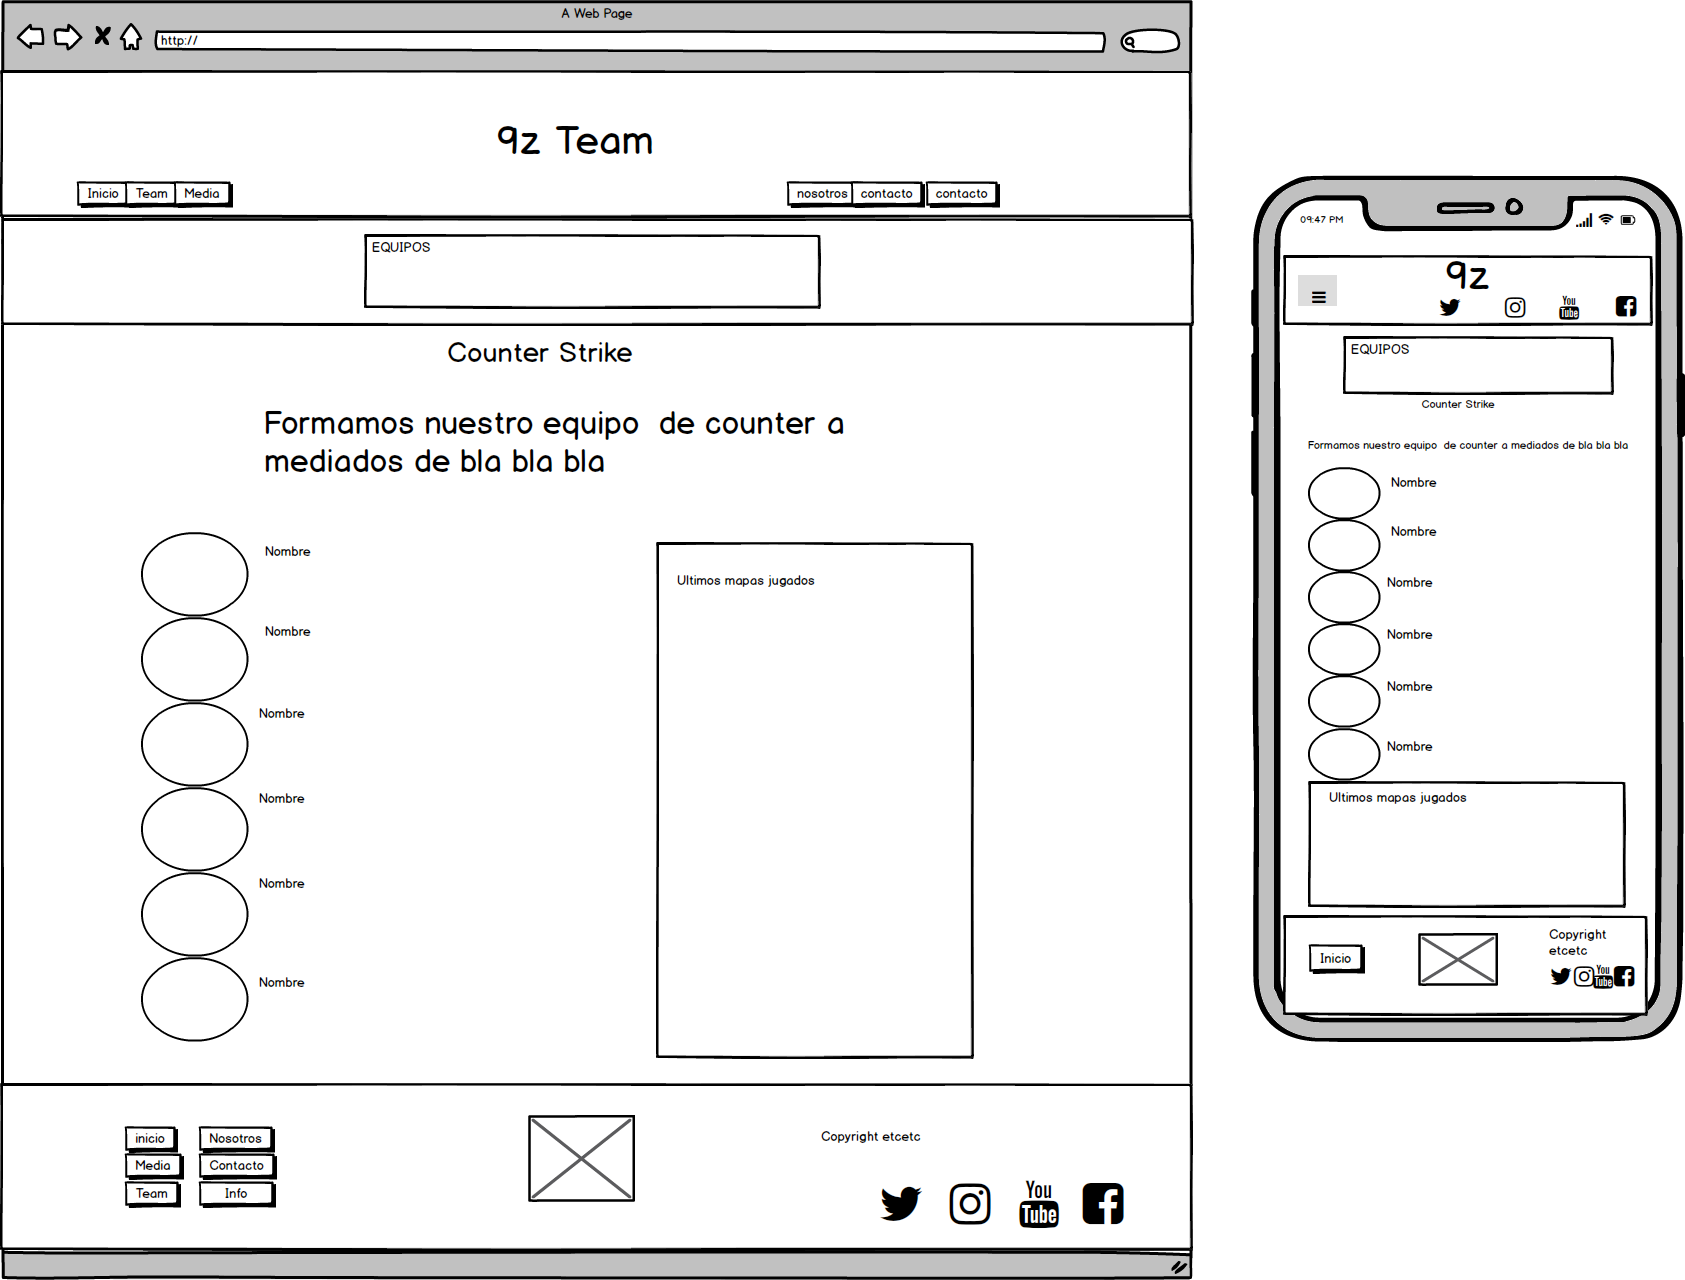 A Web Page
http://
9z Team
Inicio Team Media
nosotros contacto contacto
EQUIPOS
Counter Strike
Formamos nuestro equipo de counter a
mediados de bla bla bla
Nombre
Nombre
Nombre
Nombre
Nombre
Nombre
Ultimos mapas jugados
inicio Nosotros
Media Contacto
Team Info
Copyright etcetc
You
Tube
09:47 PM
9z
You
Tube
EQUIPOS
Counter Strike
Formamos nuestro equipo de counter a mediados de bla bla bla
Nombre
Nombre
Nombre
Nombre
Nombre
Nombre
Ultimos mapas jugados
Inicio
Copyright
etcetc
You
Tube